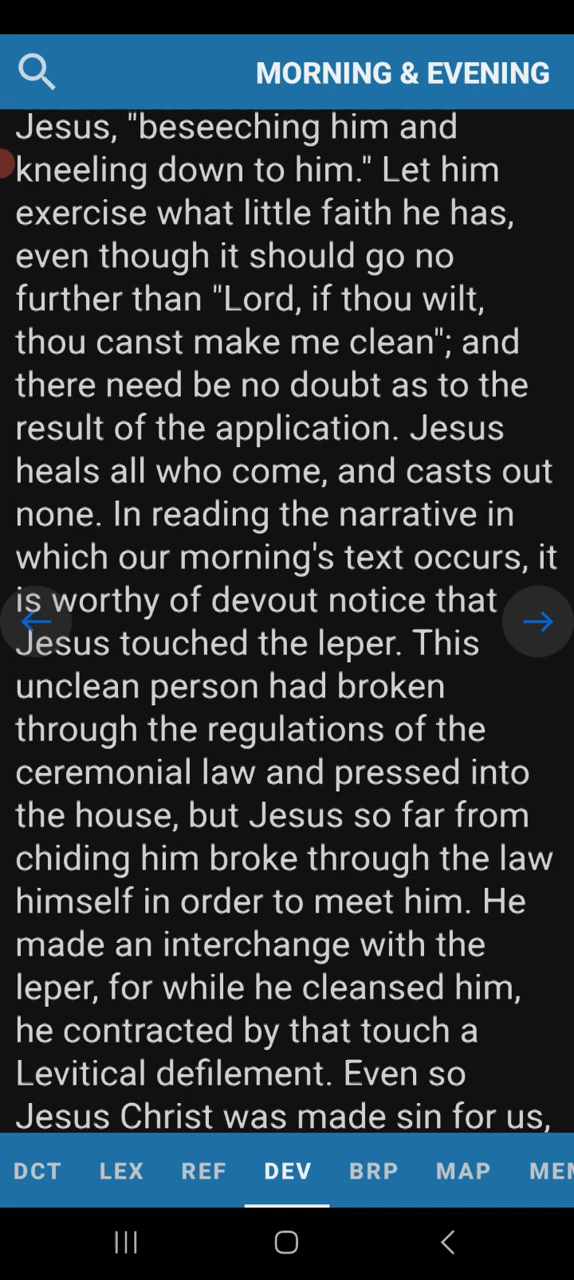 MORNING & EVENING
Jesus, "beseeching him and
kneeling down to him." Let him
exercise what little faith he has,
even though it should go no
further than "Lord, if thou wilt,
thou canst make me clean"; and
there need be no doubt as to the
result of the application. Jesus
heals all who come, and casts out
none. In reading the narrative in
which our morning's text occurs, it
is worthy of devout notice that
Jesus touched the leper. This
unclean person had broken
through the regulations of the
ceremonial law and pressed into
the house, but Jesus so far from
chiding him broke through the law
himself in order to meet him. He
made an interchange with the
leper, for while he cleansed him,
he contracted by that touch a
Levitical defilement. Even so
Jesus Christ was made sin for us,
DCT LEX REF DEV BRP MAP MEM